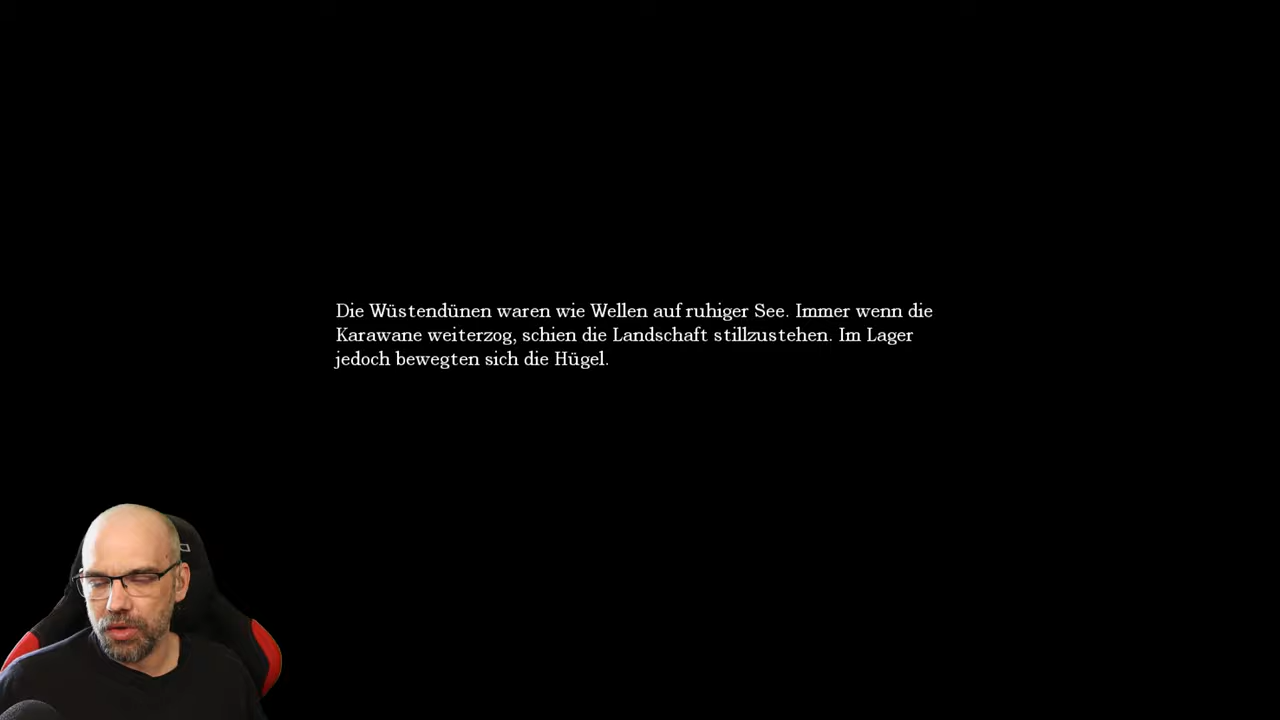 Die Wüstendünen waren wie Wellen auf ruhiger See. Immer wenn die
Karawane weiterzog, schien die Landschaft stillzustehen. Im Lager
jedoch bewegten sich die Hügel.